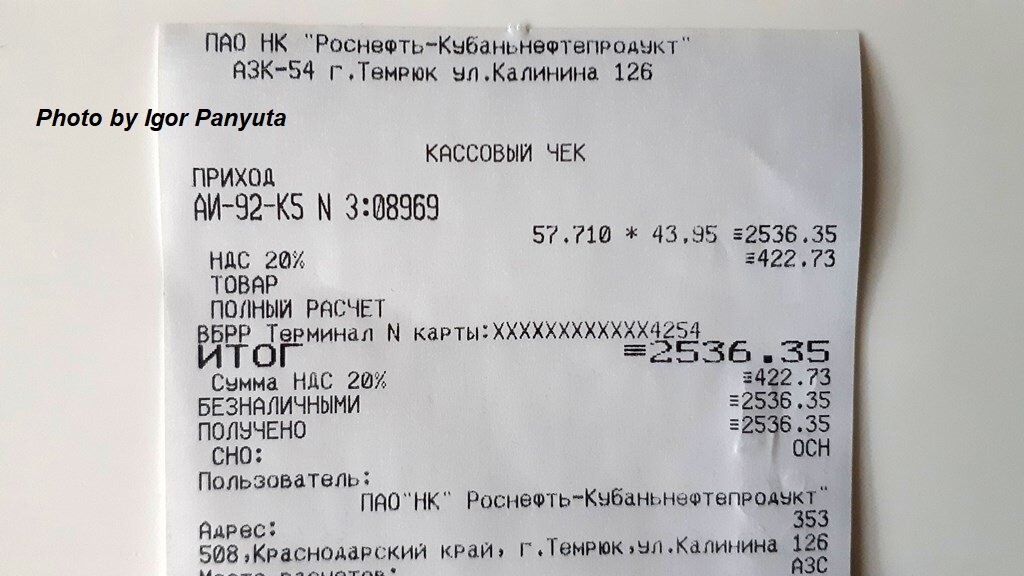 ПАО НК "Роснефть-Кубаньнефтепродукт"
АЗК-54 г.Темрюк ул.Калинина 126
Photo by Igor Panyuta
КАССОВЫЙ ЧЕК
ПРИХОД
АИ-92-К5 N 3:08969
57.710 * 43.95 ≡2536.35
НДС 20% ≡422.73
ТОВАР
ПОЛНЫЙ РАСЧЕТ
ВБРР Терминал N карты:XXXXXXXXXXXX4254
ИТОГ ≡2536.35
Сумма НДС 20% ≡422.73
БЕЗНАЛИЧНЫМИ ≡2536.35
ПОЛУЧЕНО ≡2536.35
СНО: ОСН
Пользователь:
ПАО"НК" Роснефть-Кубаньнефтепродукт"
Адрес: 353
508,Краснодарский край, г.Темрюк,ул.Калинина 126
Место расчетов: АЗС